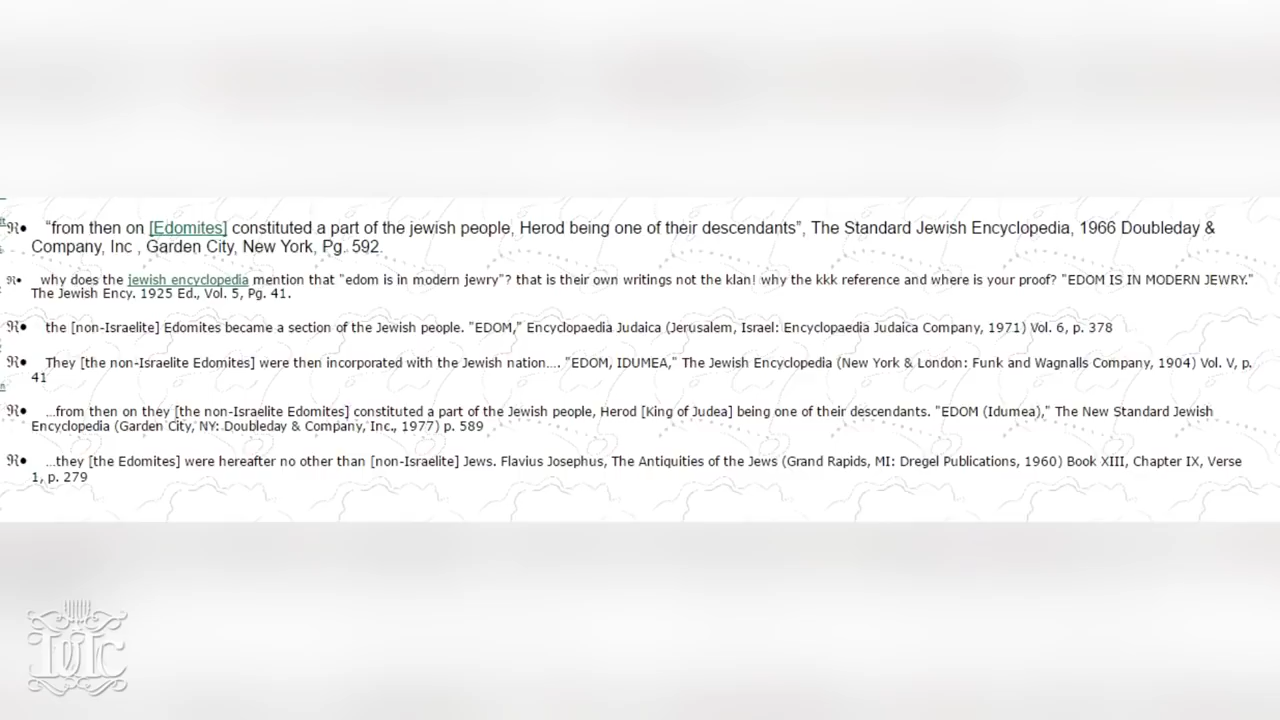 ℜ• “from then on [Edomites] constituted a part of the jewish people, Herod being one of their descendants”, The Standard Jewish Encyclopedia, 1966 Doubleday &
Company, Inc , Garden City, New York, Pg. 592.
ℜ• why does the jewish encyclopedia mention that "edom is in modern jewry"? that is their own writings not the klan! why the kkk reference and where is your proof? "EDOM IS IN MODERN JEWRY."
The Jewish Ency. 1925 Ed., Vol. 5, Pg. 41.
ℜ• the [non-Israelite] Edomites became a section of the Jewish people. "EDOM," Encyclopaedia Judaica (Jerusalem, Israel: Encyclopaedia Judaica Company, 1971) Vol. 6, p. 378
ℜ• They [the non-Israelite Edomites] were then incorporated with the Jewish nation.... "EDOM, IDUMEA," The Jewish Encyclopedia (New York & London: Funk and Wagnalls Company, 1904) Vol. V, p.
41
ℜ• ...from then on they [the non-Israelite Edomites] constituted a part of the Jewish people, Herod [King of Judea] being one of their descendants. "EDOM (Idumea)," The New Standard Jewish
Encyclopedia (Garden City, NY: Doubleday & Company, Inc., 1977) p. 589
ℜ• ...they [the Edomites] were hereafter no other than [non-Israelite] Jews. Flavius Josephus, The Antiquities of the Jews (Grand Rapids, MI: Dregel Publications, 1960) Book XIII, Chapter IX, Verse
1, p. 279
IUIC